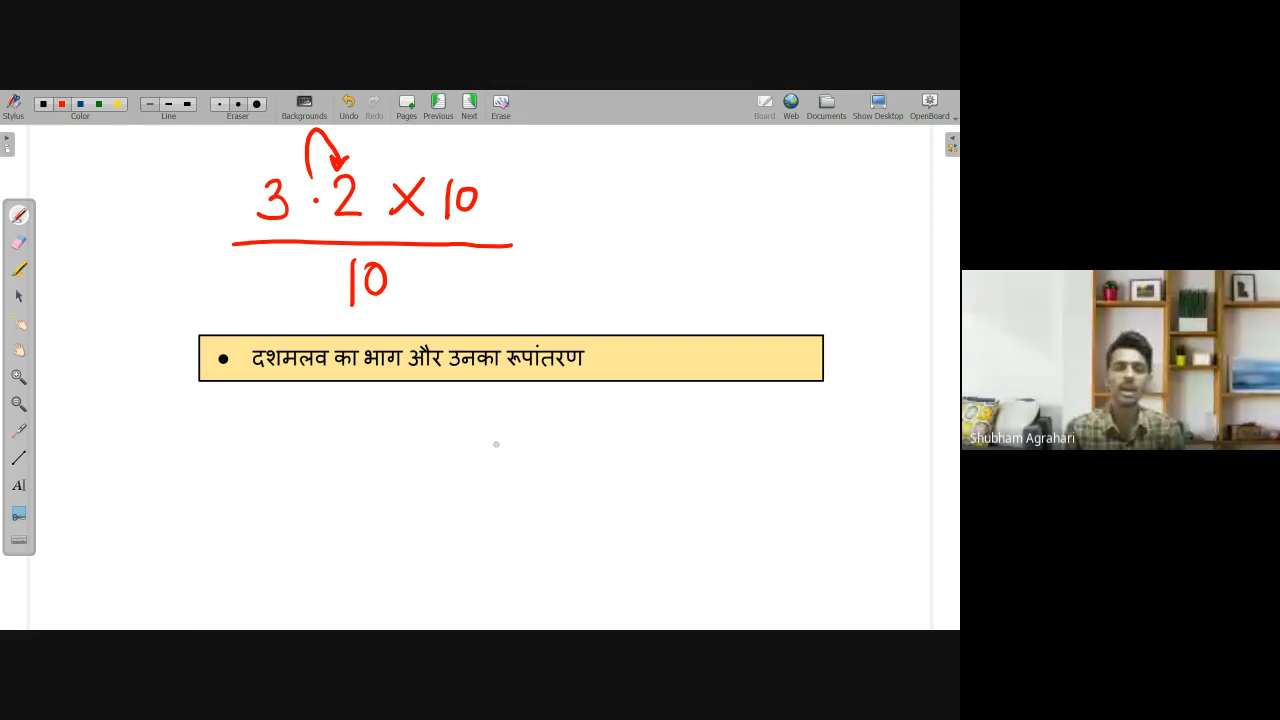 Stylus Color Line Eraser Backgrounds Undo Redo Pages Previous Next Erase Board Web Documents Show Desktop OpenBoard
3 . 2 X 10
10
● दशमलव का भाग और उनका रूपांतरण
Shubham Agrahari